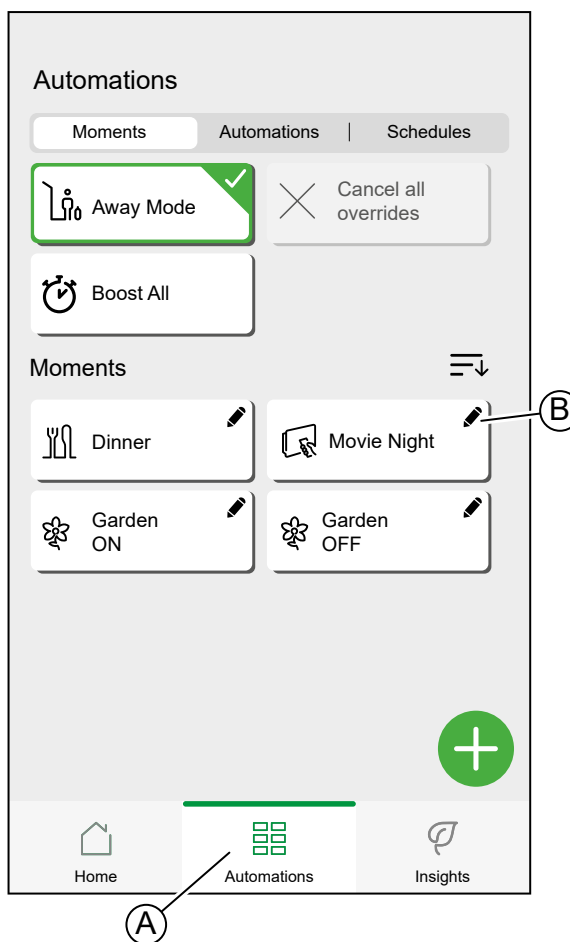 Automations
Moments Automations | Schedules
Away Mode
Cancel all
overrides
Boost All
Moments
B
Dinner
Movie Night
Garden
ON
Garden
OFF
Home Automations Insights
A